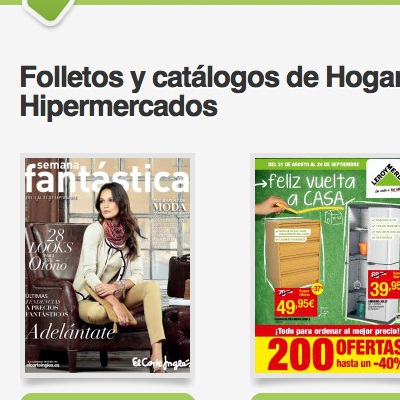 Folletos y catálogos de Hogar
Hipermercados
semana
fantástica
28
LOOKS
PARA
Otoño
MODA
ÚLTIMAS
TENDENCIAS
A PRECIOS
FANTÁSTICOS
Adelántate
www.elcorteingles.es
El Corte Inglés
DEL 31 DE AGOSTO AL 24 DE SEPTIEMBRE
LEROY MERLIN
feliz vuelta
a CASA
49,95€
39,95
¡Todo para ordenar al mejor precio!
200 OFERTAS
hasta un -40%